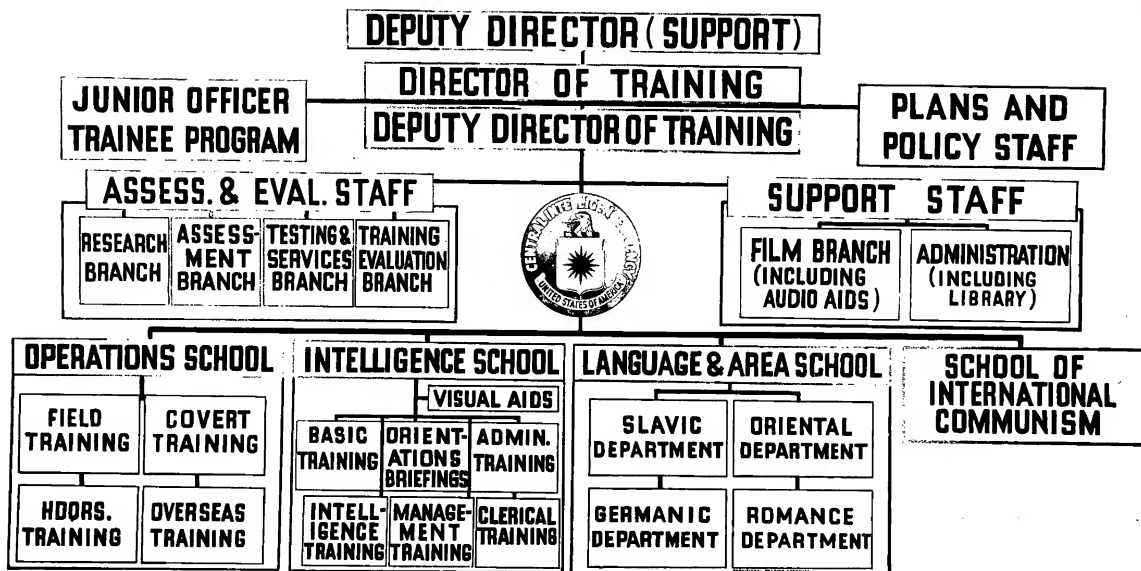 DEPUTY DIRECTOR (SUPPORT)
DIRECTOR OF TRAINING
DEPUTY DIRECTOR OF TRAINING
JUNIOR OFFICER
TRAINEE PROGRAM
PLANS AND
POLICY STAFF
ASSESS. & EVAL. STAFF
RESEARCH
BRANCH
ASSESS-
MENT
BRANCH
TESTING &
SERVICES
BRANCH
TRAINING
EVALUATION
BRANCH
UNITED STATES OF AMERICA
SUPPORT STAFF
FILM BRANCH
(INCLUDING
AUDIO AIDS)
ADMINISTRATION
(INCLUDING
LIBRARY)
OPERATIONS SCHOOL
FIELD
TRAINING
COVERT
TRAINING
HDQRS.
TRAINING
OVERSEAS
TRAINING
INTELLIGENCE SCHOOL
VISUAL AIDS
BASIC
TRAINING
ORIENT-
ATIONS
BRIEFINGS
ADMIN.
TRAINING
INTELL-
IGENCE
TRAINING
MANAGE-
MENT
TRAINING
CLERICAL
TRAINING
LANGUAGE & AREA SCHOOL
SLAVIC
DEPARTMENT
ORIENTAL
DEPARTMENT
GERMANIC
DEPARTMENT
ROMANCE
DEPARTMENT
SCHOOL OF
INTERNATIONAL
COMMUNISM